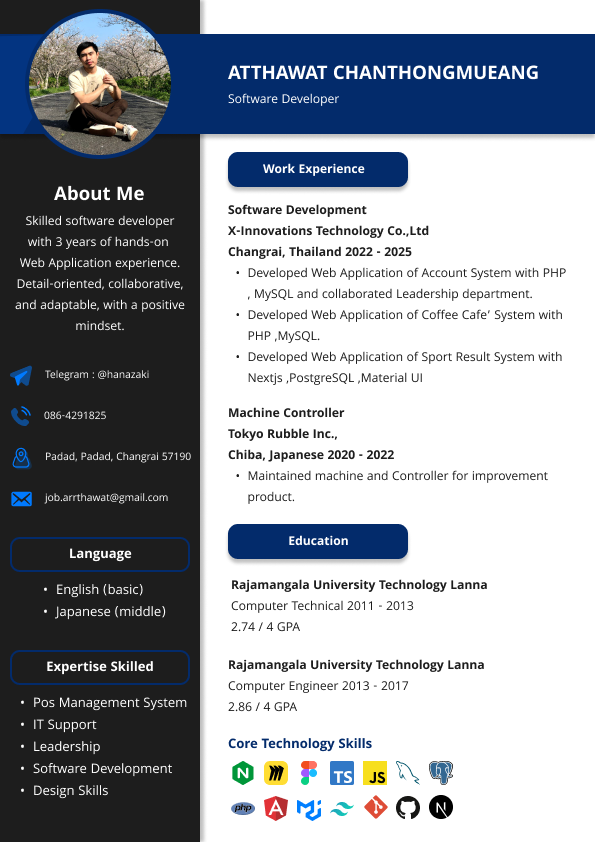 ATTHAWAT CHANTHONGMUEANG
Software Developer
About Me
Skilled software developer
with 3 years of hands-on
Web Application experience.
Detail-oriented, collaborative,
and adaptable, with a positive
mindset.
Telegram : @hanazaki
086-4291825
Padad, Padad, Changrai 57190
job.arrthawat@gmail.com
Language
• English (basic)
• Japanese (middle)
Expertise Skilled
• Pos Management System
• IT Support
• Leadership
• Software Development
• Design Skills
Work Experience
Software Development
X-Innovations Technology Co.,Ltd
Changrai, Thailand 2022 - 2025
• Developed Web Application of Account System with PHP
, MySQL and collaborated Leadership department.
• Developed Web Application of Coffee Cafe’ System with
PHP ,MySQL.
• Developed Web Application of Sport Result System with
Nextjs ,PostgreSQL ,Material UI
Machine Controller
Tokyo Rubble Inc.,
Chiba, Japanese 2020 - 2022
• Maintained machine and Controller for improvement
product.
Education
Rajamangala University Technology Lanna
Computer Technical 2011 - 2013
2.74 / 4 GPA
Rajamangala University Technology Lanna
Computer Engineer 2013 - 2017
2.86 / 4 GPA
Core Technology Skills
N TS JS
php A N